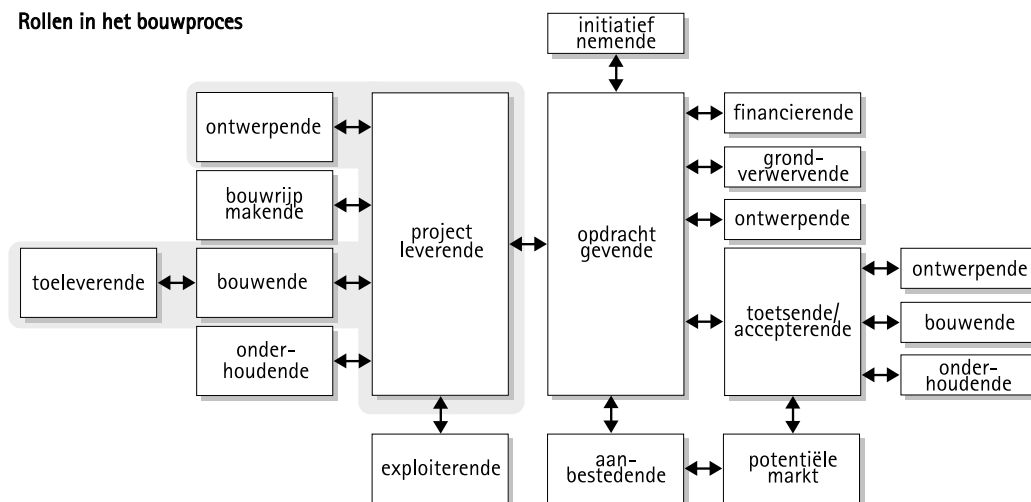 Rollen in het bouwproces
initiatief
nemende
ontwerpende
bouwrijp
makende
toeleverende
bouwende
onder-
houdende
project
leverende
exploiterende
opdracht
gevende
aan-
bestedende
financierende
grond-
verwervende
ontwerpende
toetsende/
accepterende
potentiële
markt
ontwerpende
bouwende
onder-
houdende